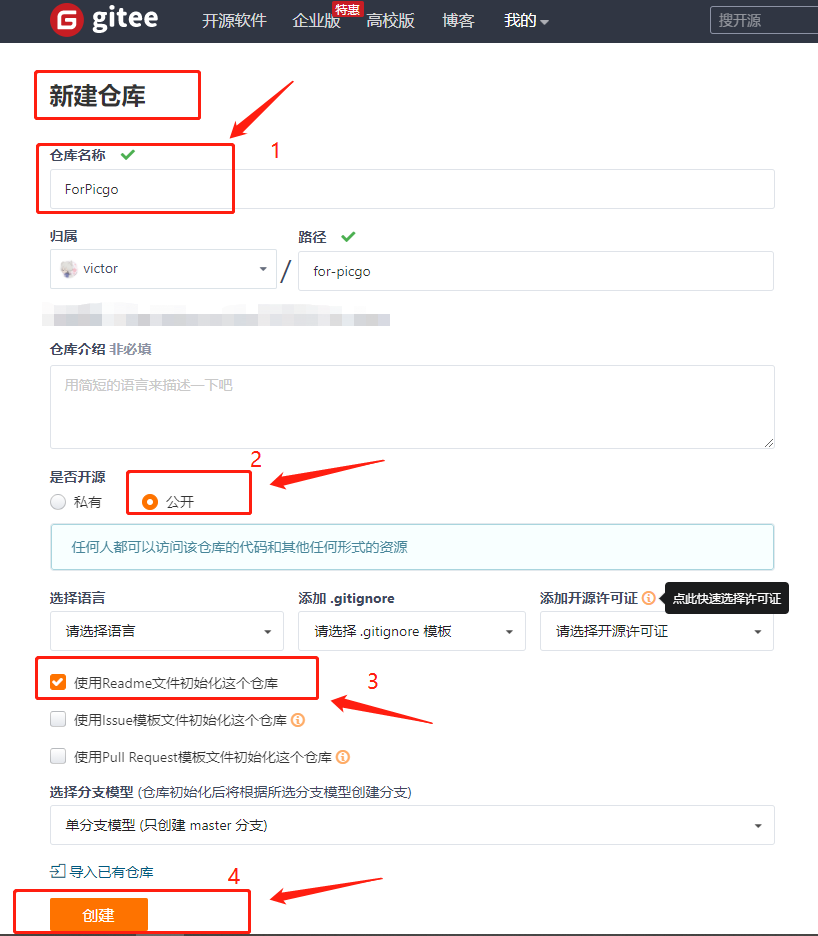 gitee 开源软件 企业版 特惠 高校版 博客 我的 搜开源
新建仓库
1
仓库名称
ForPicgo
归属 路径
victor / for-picgo
仓库介绍 非必填
用简短的语言来描述一下吧
2
是否开源
私有 公开
任何人都可以访问该仓库的代码和其他任何形式的资源
选择语言 添加 .gitignore 添加开源许可证 点此快速选择许可证
请选择语言 请选择 .gitignore 模板 请选择开源许可证
使用Readme文件初始化这个仓库 3
使用Issue模板文件初始化这个仓库
使用Pull Request模板文件初始化这个仓库
选择分支模型 (仓库初始化后将根据所选分支模型创建分支)
单分支模型 (只创建 master 分支)
导入已有仓库 4
创建